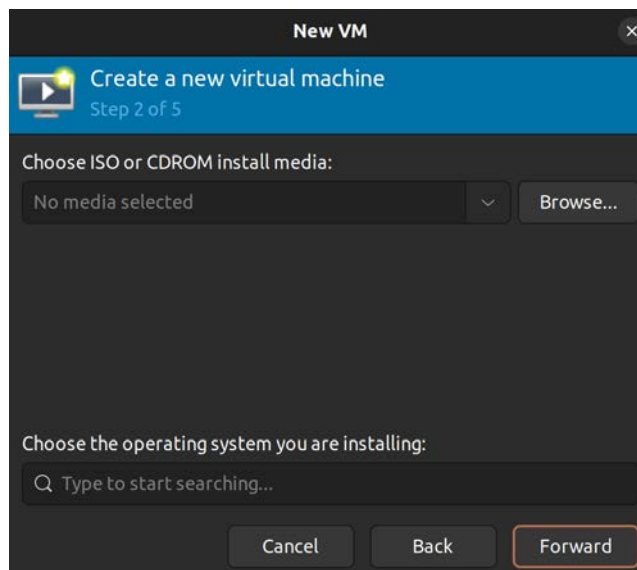 New VM
Create a new virtual machine
Step 2 of 5
Choose ISO or CDROM install media:
No media selected
Browse...
Choose the operating system you are installing:
Type to start searching...
Cancel Back Forward